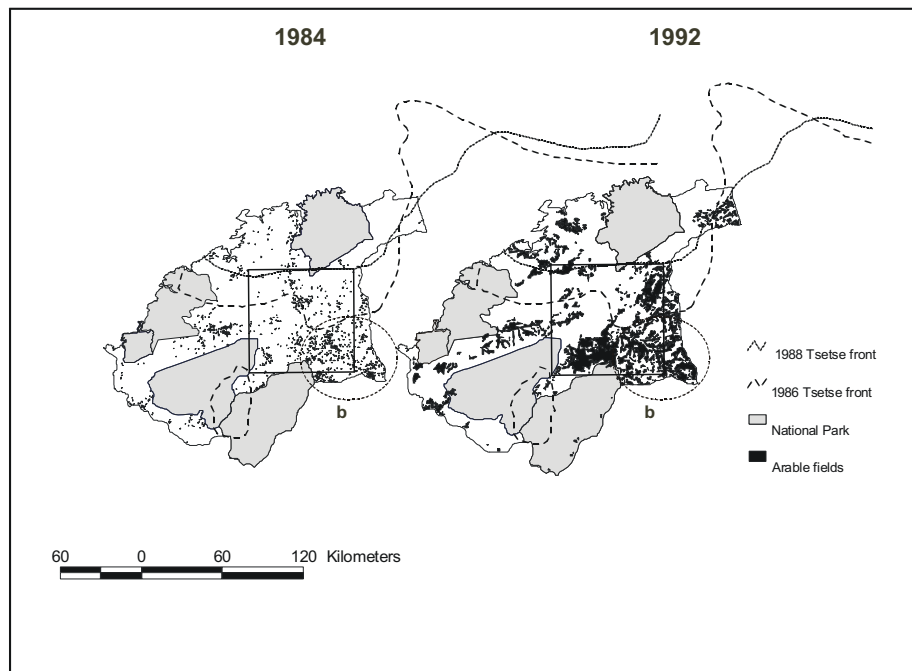 1984 1992
b b
1988 Tsetse front
1986 Tsetse front
National Park
Arable fields
60 0 60 120 Kilometers